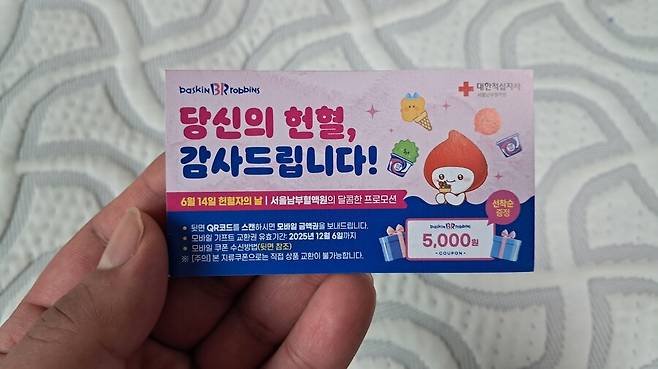 baskin BR robbins
대한적십자사
서울남부혈액원
당신의 헌혈,
감사드립니다!
6월 14일 헌혈자의 날 | 서울남부혈액원의 달콤한 프로모션
선착순
증정
• 뒷면 QR코드를 스캔하시면 모바일 금액권을 보내드립니다.
• 모바일 기프트 교환권 유효기간: 2025년 12월 6일까지
• 모바일 쿠폰 수신방법(뒷면 참조)
※ [주의] 본 지류쿠폰으로는 직접 상품 교환이 불가능합니다.
baskin BR robbins
5,000원
- COUPON -